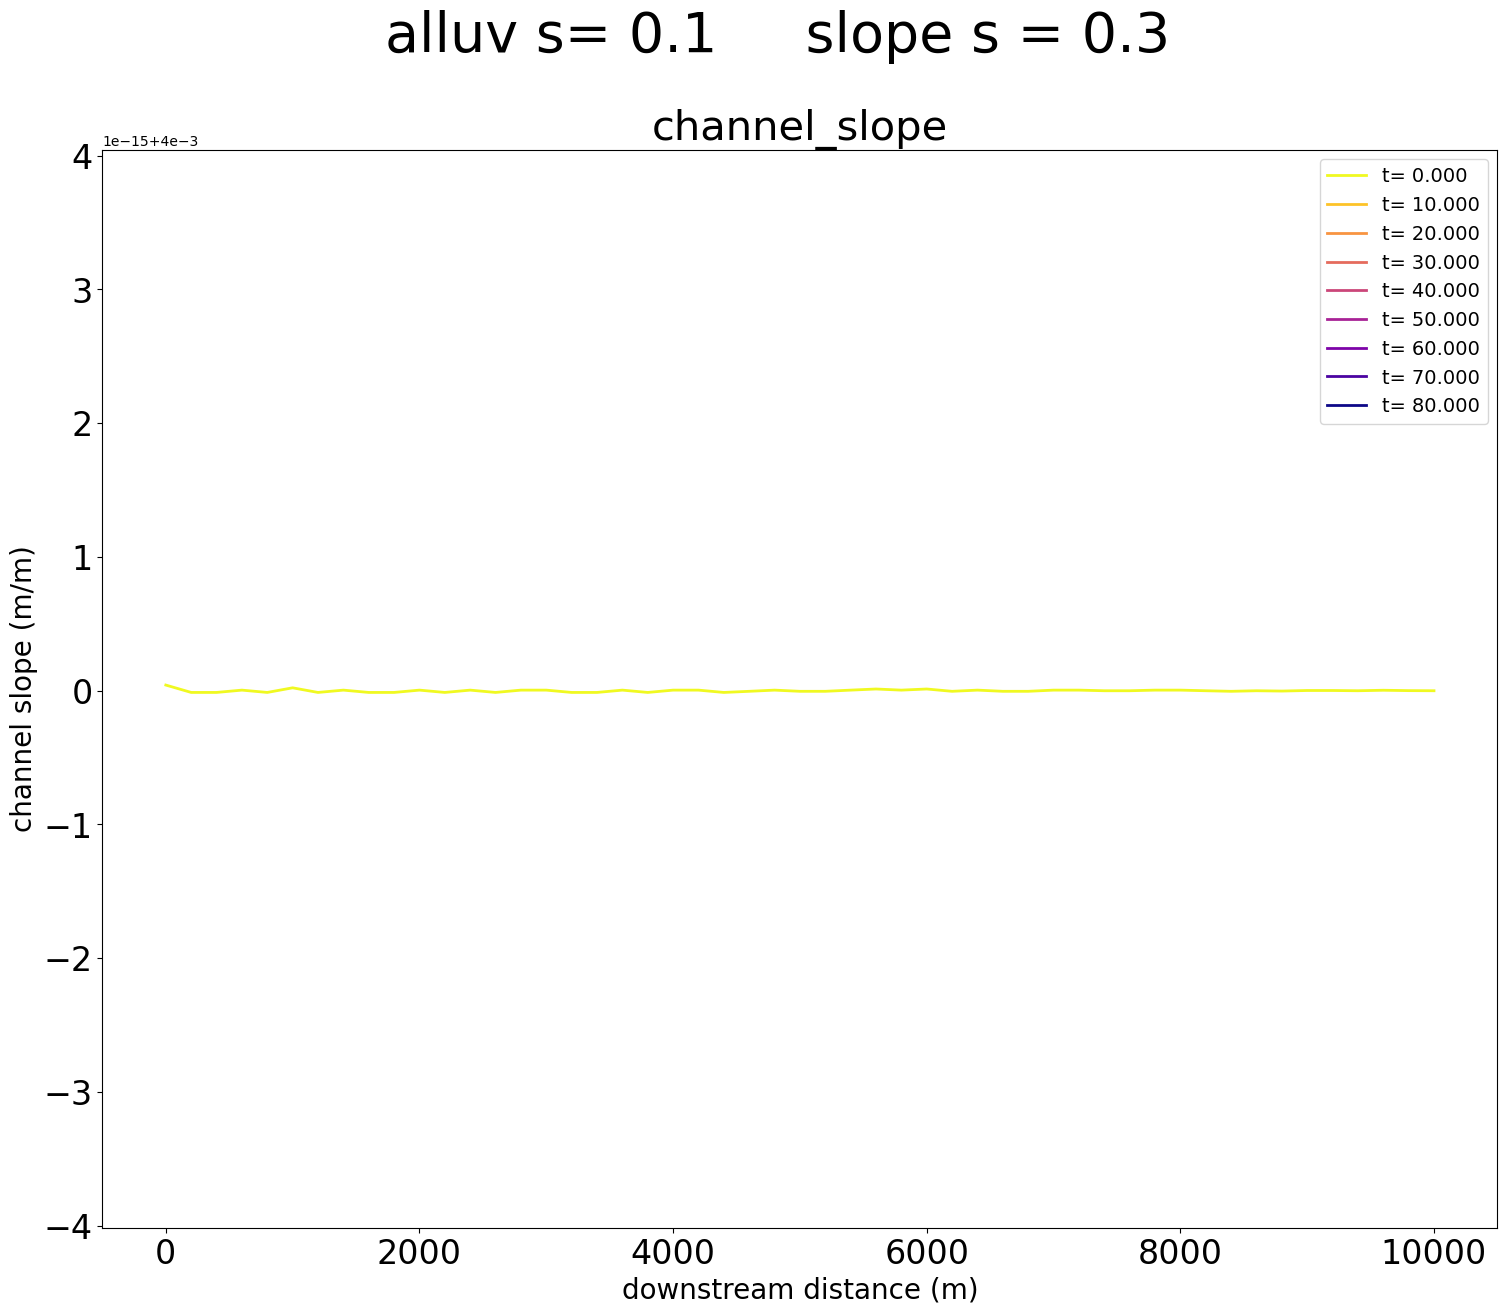 alluv s= 0.1 slope s = 0.3
channel_slope
1e−15+4e−3
4
3
2
1
0
−1
−2
−3
−4
channel slope (m/m)
t= 0.000
t= 10.000
t= 20.000
t= 30.000
t= 40.000
t= 50.000
t= 60.000
t= 70.000
t= 80.000
0 2000 4000 6000 8000 10000
downstream distance (m)